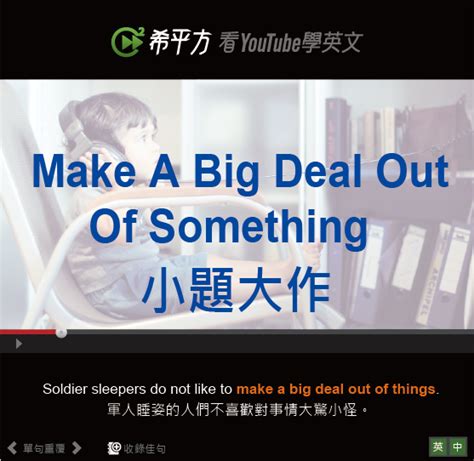 希平方 看YouTube學英文
Make A Big Deal Out
Of Something
小題大作
Soldier sleepers do not like to make a big deal out of things.
軍人睡姿的人們不喜歡對事情大驚小怪。
單句重覆 收錄佳句 英 中